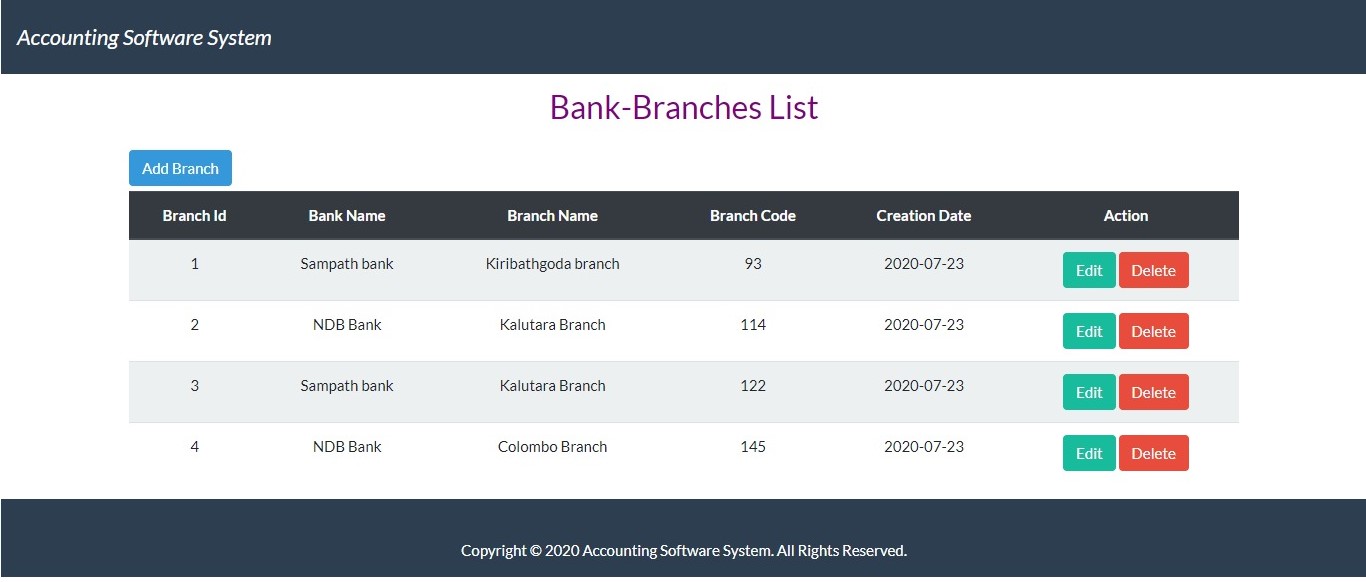 Accounting Software System
Bank-Branches List
Add Branch
Branch Id Bank Name Branch Name Branch Code Creation Date Action
1 Sampath bank Kiribathgoda branch 93 2020-07-23 Edit Delete
2 NDB Bank Kalutara Branch 114 2020-07-23 Edit Delete
3 Sampath bank Kalutara Branch 122 2020-07-23 Edit Delete
4 NDB Bank Colombo Branch 145 2020-07-23 Edit Delete
Copyright © 2020 Accounting Software System. All Rights Reserved.